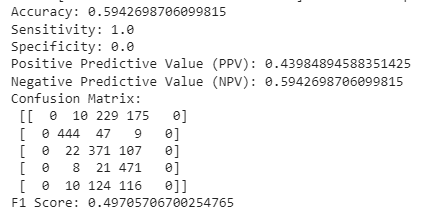 Accuracy: 0.5942698706099815
Sensitivity: 1.0
Specificity: 0.0
Positive Predictive Value (PPV): 0.43984894588351425
Negative Predictive Value (NPV): 0.5942698706099815
Confusion Matrix:
[[ 0 10 229 175 0]
[ 0 444 47 9 0]
[ 0 22 371 107 0]
[ 0 8 21 471 0]
[ 0 10 124 116 0]]
F1 Score: 0.49705706700254765